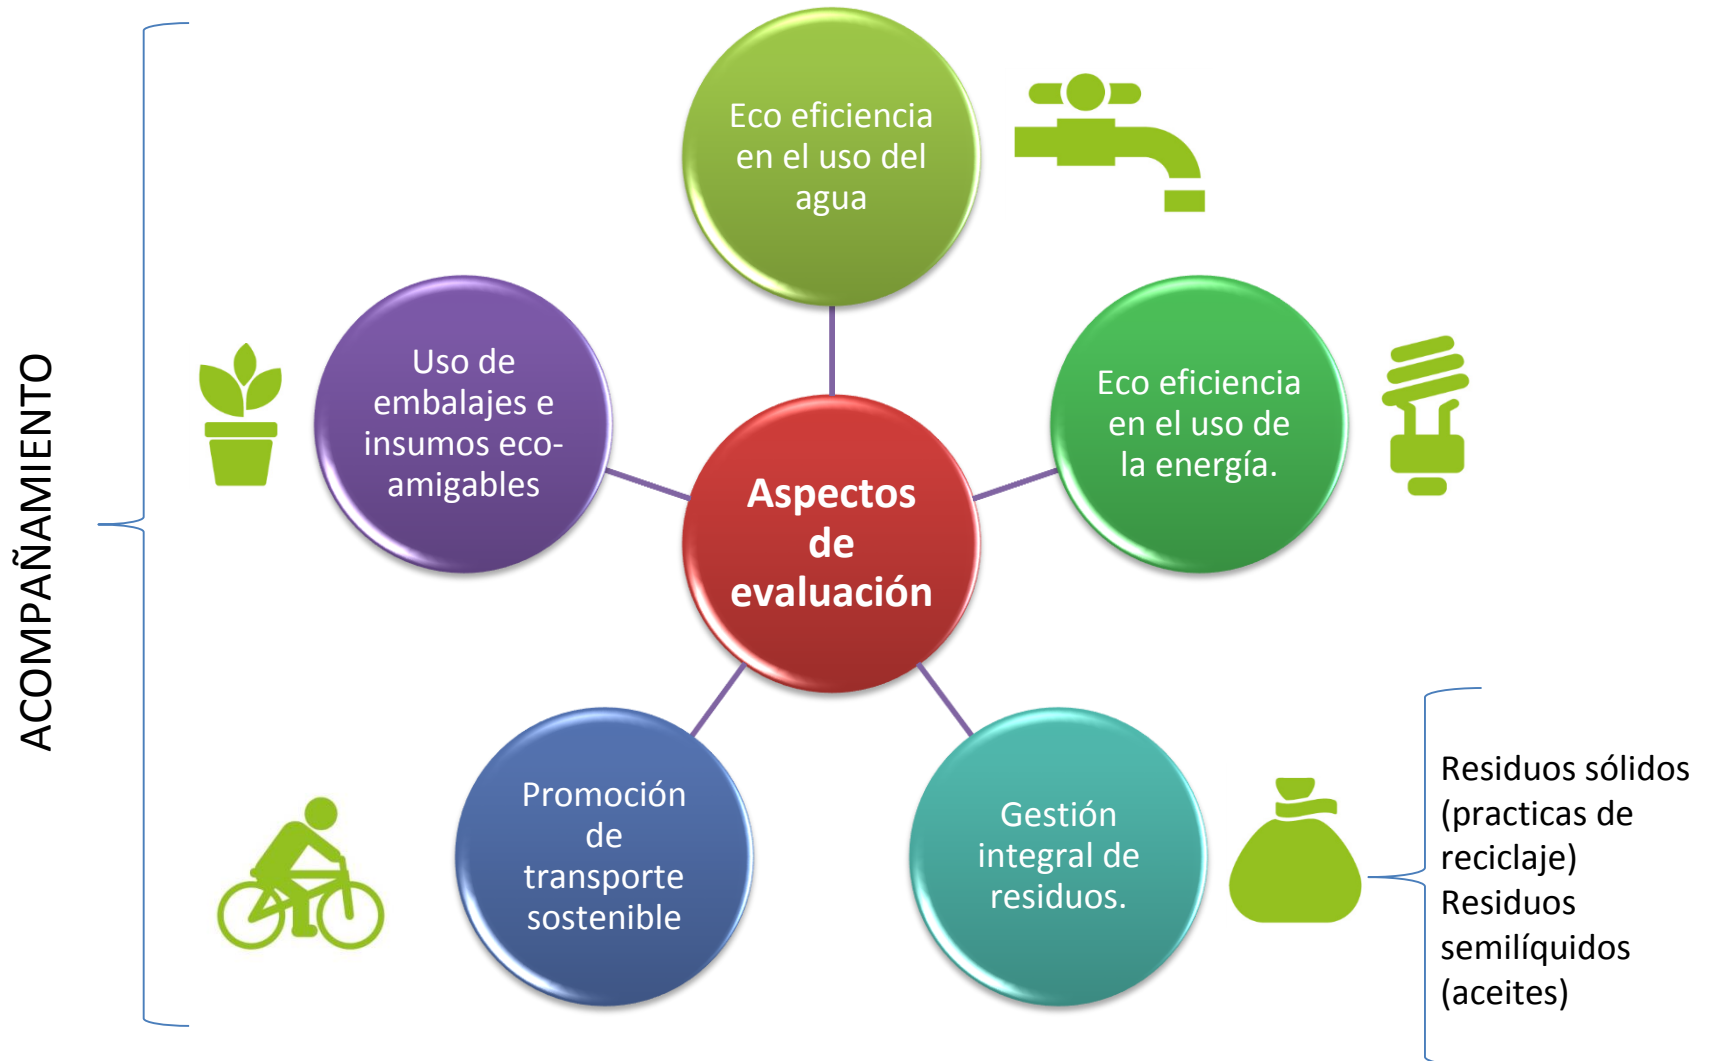 ACOMPAÑAMIENTO
Eco eficiencia
en el uso del
agua
Uso de
embalajes e
insumos eco-
amigables
Eco eficiencia
en el uso de
la energía.
Aspectos
de
evaluación
Promoción
de
transporte
sostenible
Gestión
integral de
residuos.
Residuos sólidos
(practicas de
reciclaje)
Residuos
semilíquidos
(aceites)